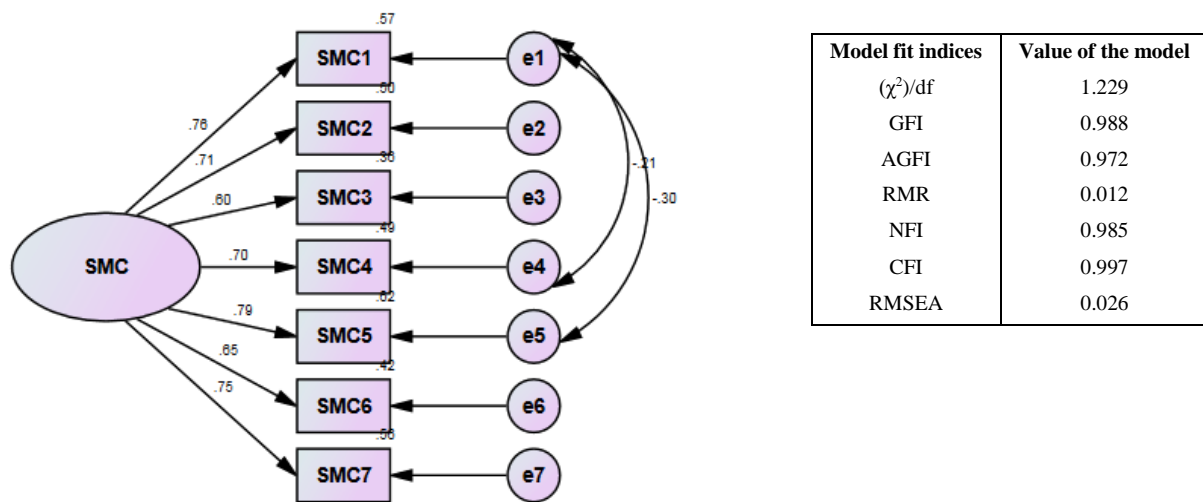 .57
SMC1
e1
.50
.76
SMC2
e2
.71
.36
-.21
.60
SMC3
e3
-.30
.49
SMC
.70
SMC4
e4
.62
.79
SMC5
e5
.65
.42
.75
SMC6
e6
.56
SMC7
e7
Model fit indices Value of the model
(χ²)/df 1.229
GFI 0.988
AGFI 0.972
RMR 0.012
NFI 0.985
CFI 0.997
RMSEA 0.026